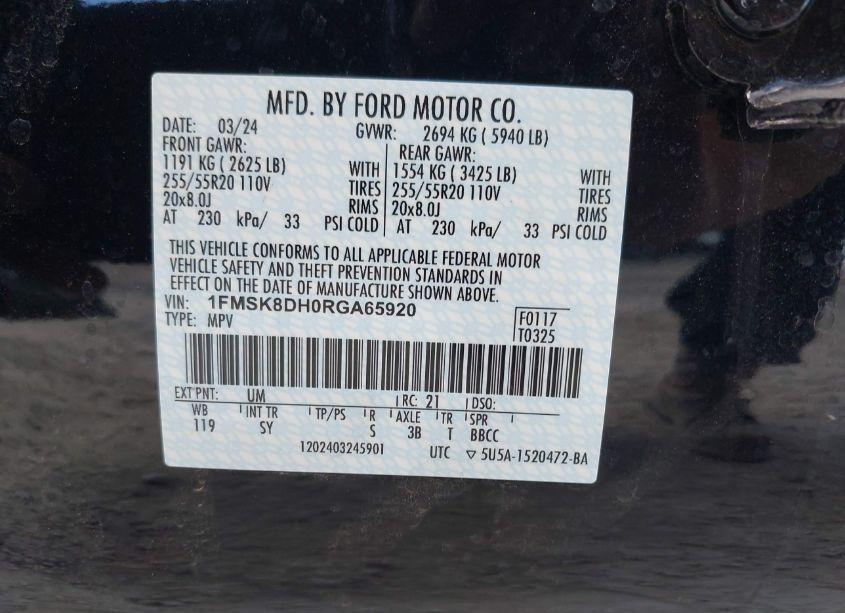 MFD. BY FORD MOTOR CO.
DATE: 03/24 GVWR: 2694 KG ( 5940 LB)
FRONT GAWR: REAR GAWR:
1191 KG ( 2625 LB) WITH 1554 KG ( 3425 LB) WITH
255/55R20 110V TIRES 255/55R20 110V TIRES
20x8.0J RIMS 20x8.0J RIMS
AT 230 kPa/ 33 PSI COLD AT 230 kPa/ 33 PSI COLD
THIS VEHICLE CONFORMS TO ALL APPLICABLE FEDERAL MOTOR
VEHICLE SAFETY AND THEFT PREVENTION STANDARDS IN
EFFECT ON THE DATE OF MANUFACTURE SHOWN ABOVE.
VIN: 1FMSK8DH0RGA65920 F0117
TYPE: MPV T0325
EXT PNT: UM RC: 21 DSO:
WB INT TR TP/PS R AXLE TR SPR
119 SY S 3B T BBCC
1202403245901 UTC ▽ 5U5A-1520472-BA